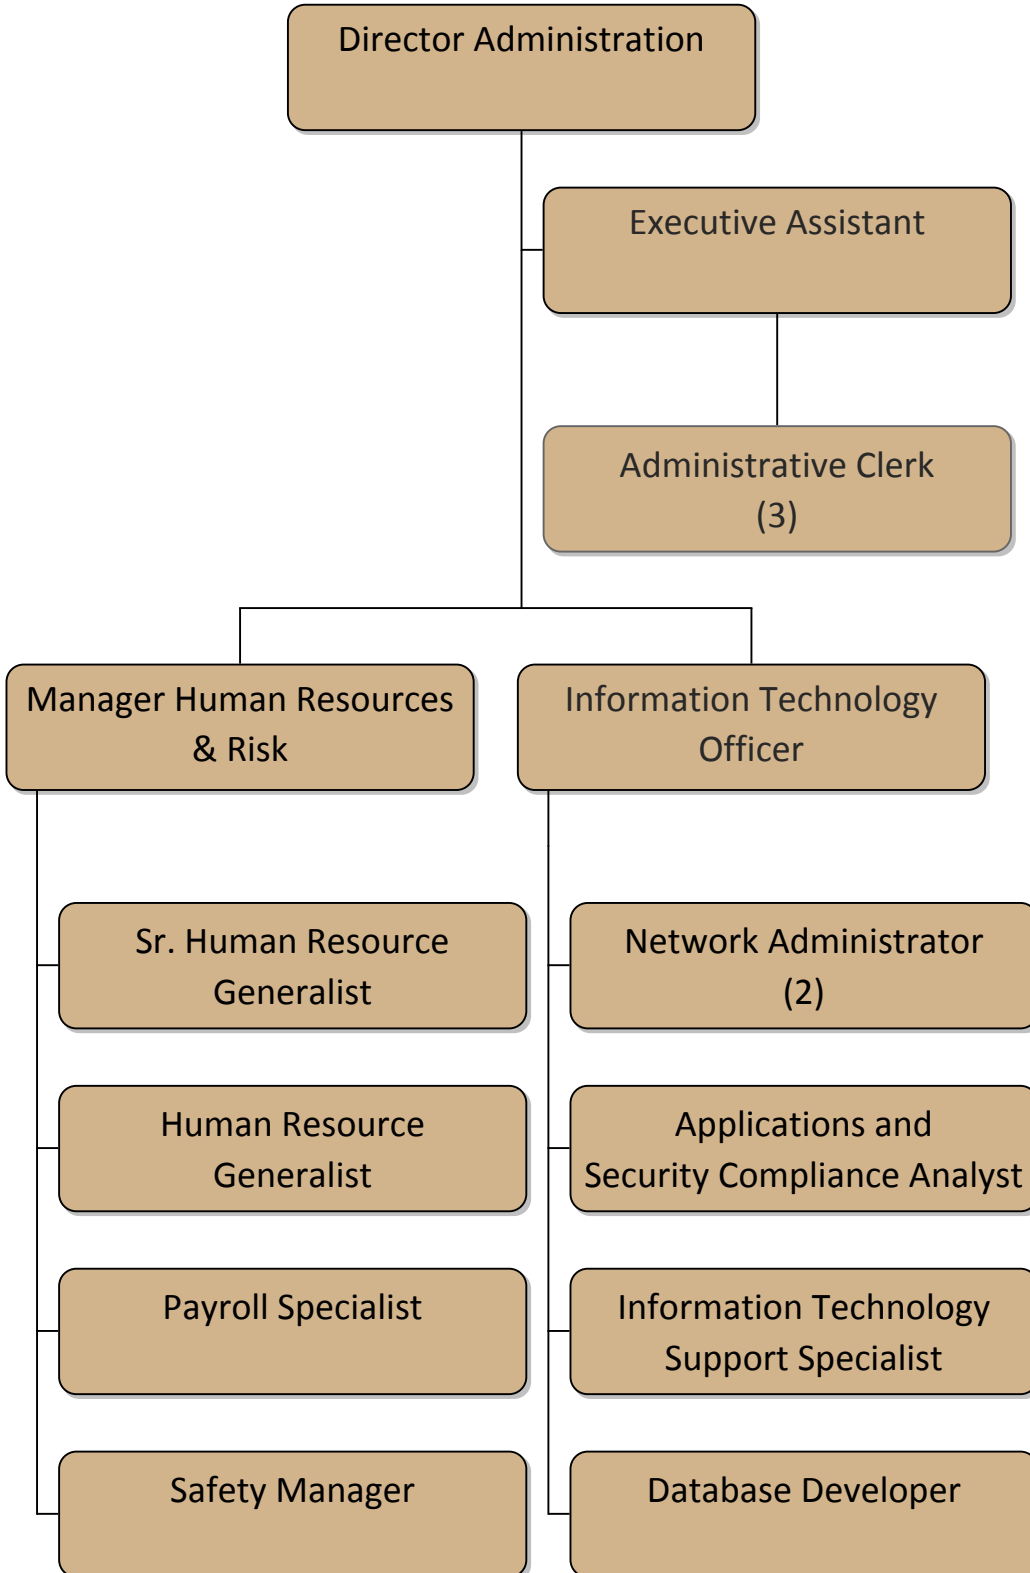 Director Administration
Executive Assistant
Administrative Clerk
(3)
Manager Human Resources
& Risk
Information Technology
Officer
Sr. Human Resource
Generalist
Human Resource
Generalist
Payroll Specialist
Safety Manager
Network Administrator
(2)
Applications and
Security Compliance Analyst
Information Technology
Support Specialist
Database Developer